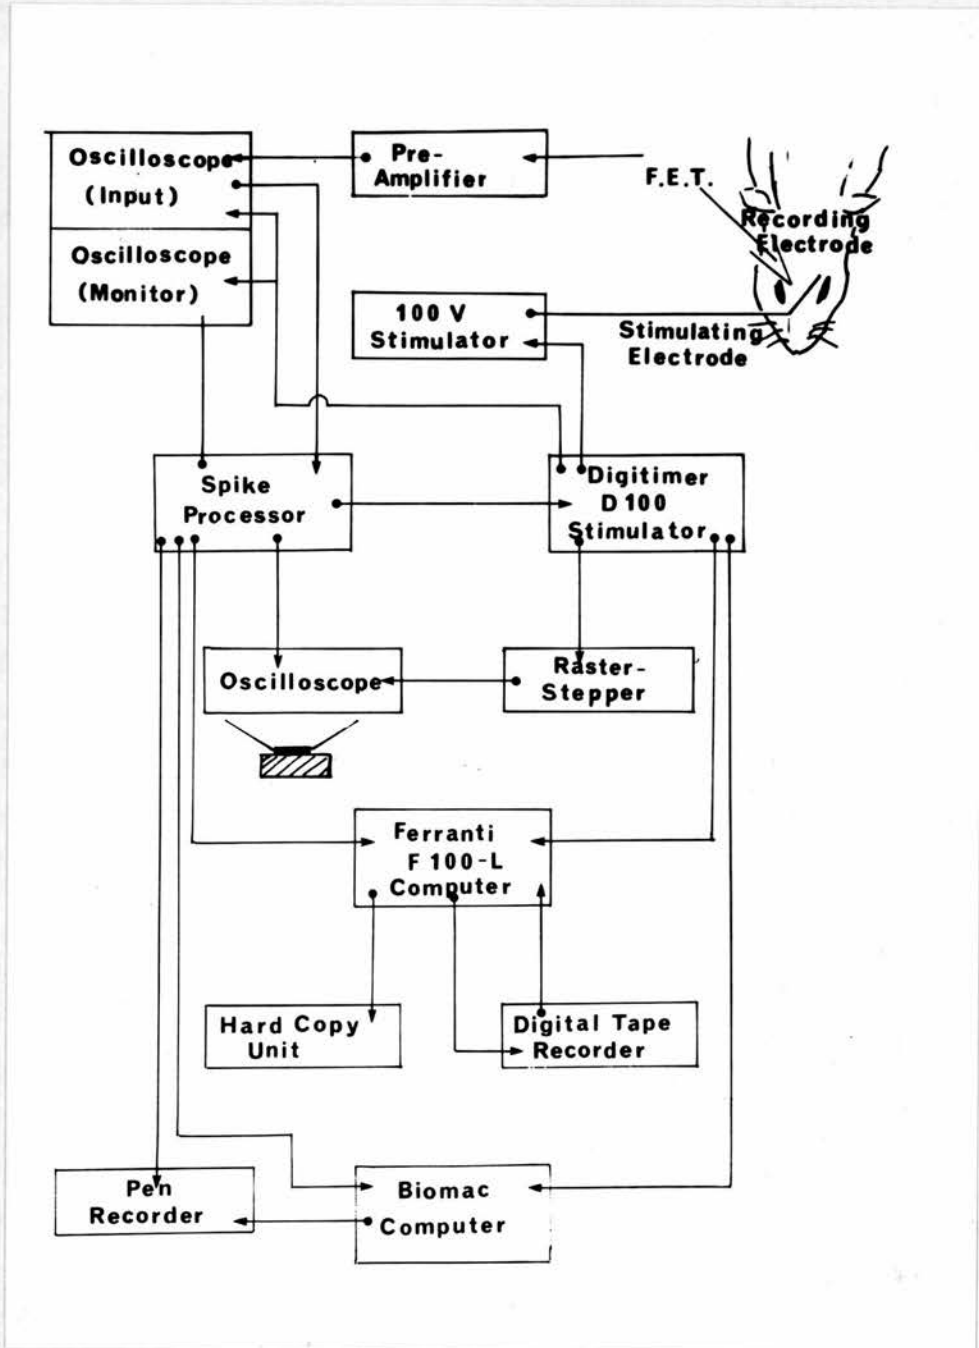 Oscilloscope
(Input)
Oscilloscope
(Monitor)
Pre-
Amplifier
F.E.T.
Recording
Electrode
100 V
Stimulator
Stimulating
Electrode
Spike
Processor
Digitimer
D 100
Stimulator
Oscilloscope
Raster-
Stepper
Ferranti
F 100-L
Computer
Hard Copy
Unit
Digital Tape
Recorder
Pen
Recorder
Biomac
Computer